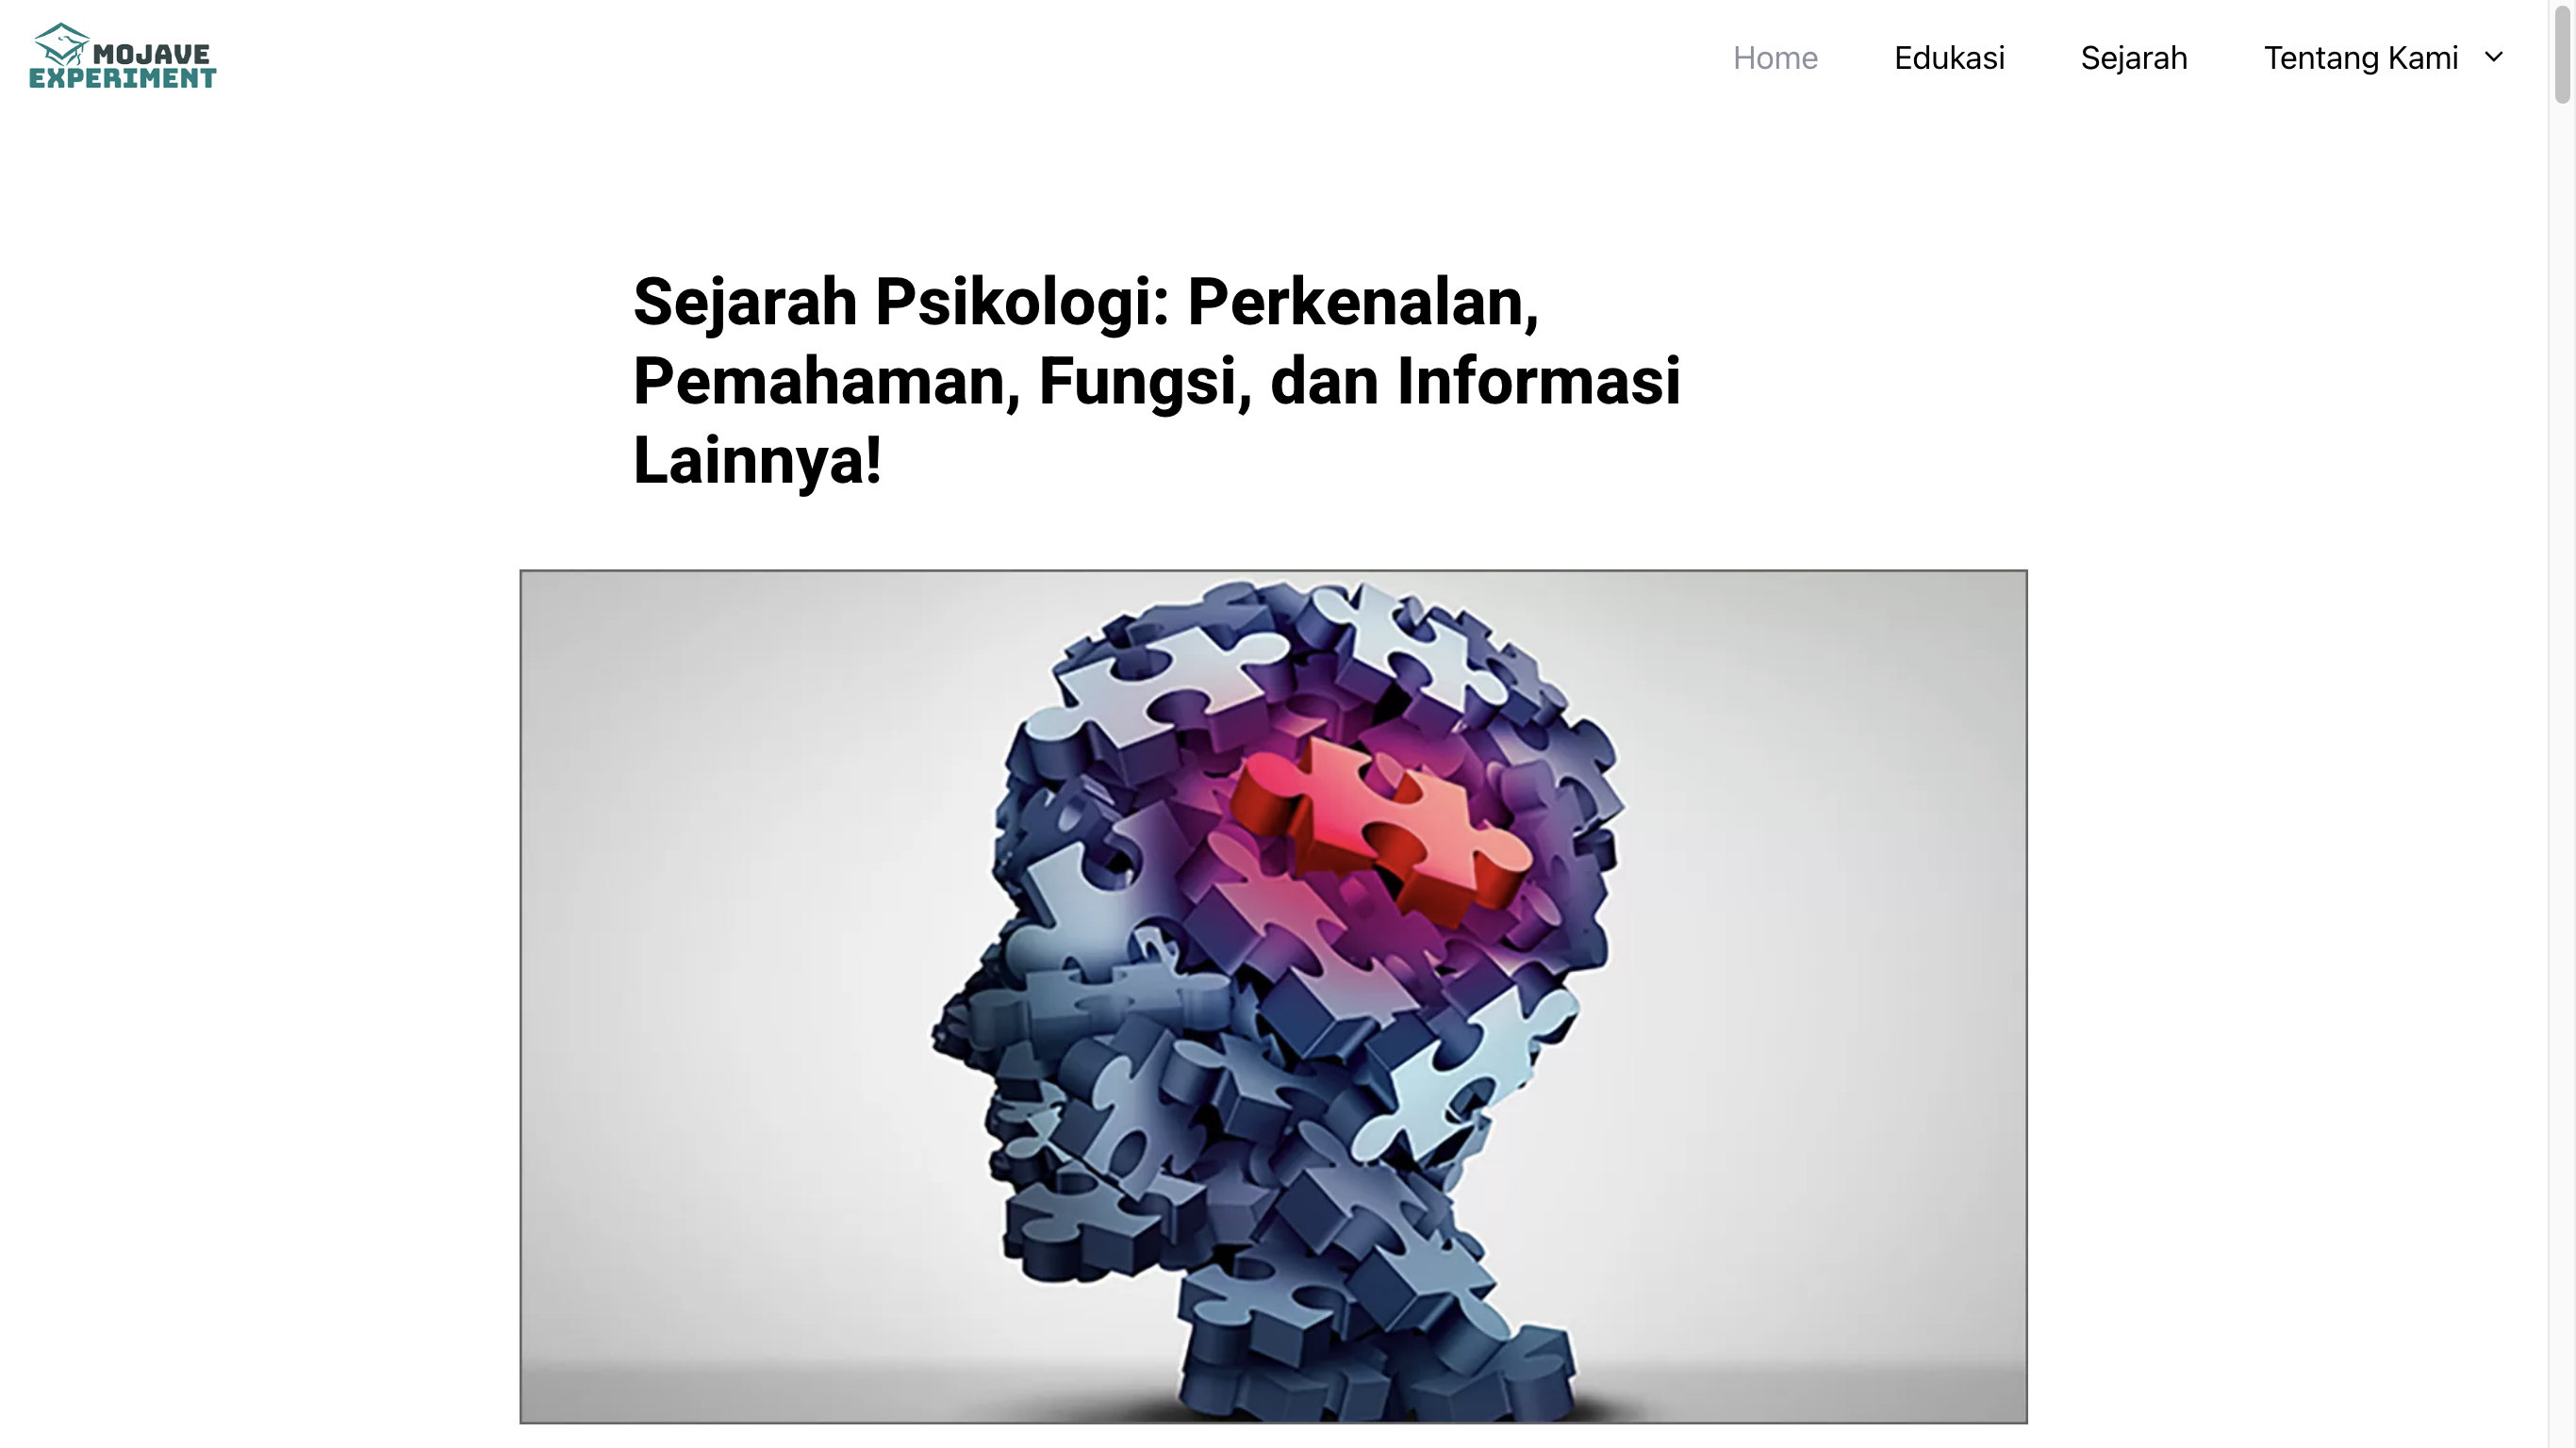 MOJAVE
EXPERIMENT
Home
Edukasi
Sejarah
Tentang Kami
Sejarah Psikologi: Perkenalan,
Pemahaman, Fungsi, dan Informasi
Lainnya!